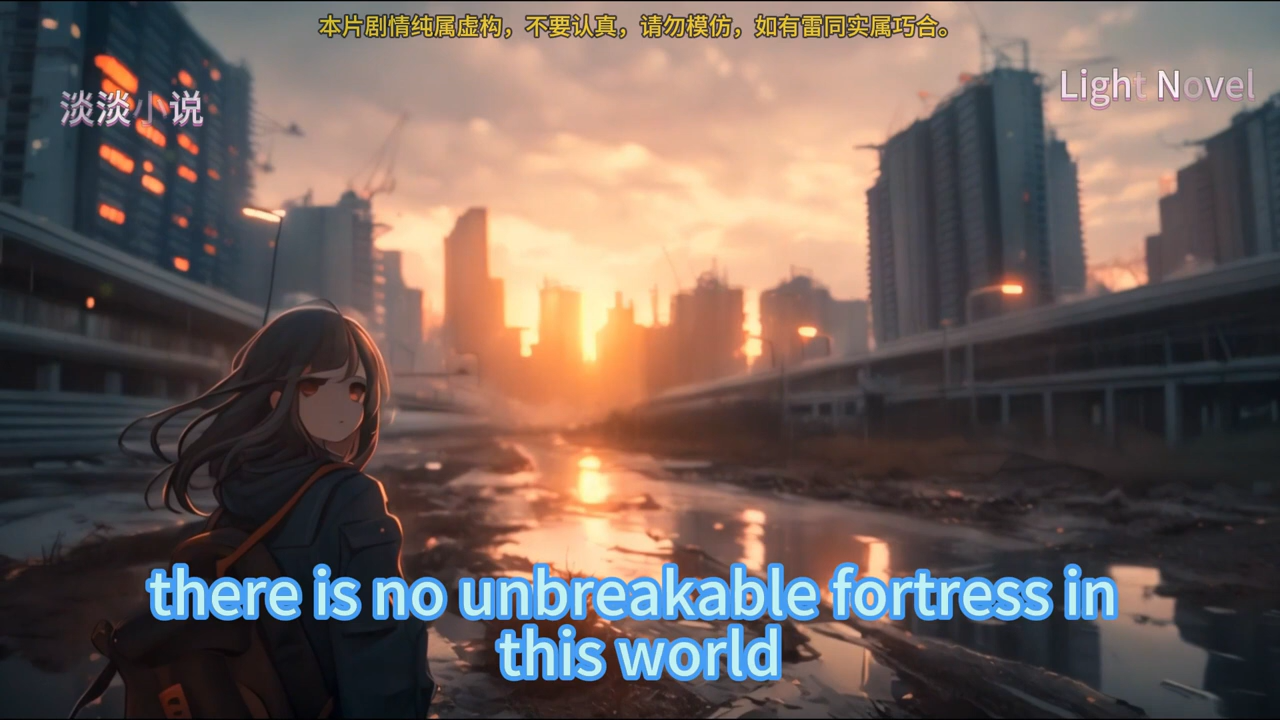 本片剧情纯属虚构，不要认真，请勿模仿，如有雷同实属巧合。
淡淡小说
Light Novel
there is no unbreakable fortress in
this world